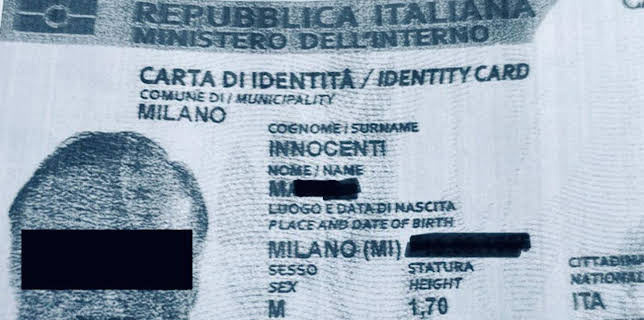 REPUBBLICA ITALIANA
MINISTERO DELL'INTERNO
CARTA DI IDENTITÀ / IDENTITY CARD
COMUNE DI / MUNICIPALITY
MILANO
COGNOME / SURNAME
INNOCENTI
NOME / NAME
LUOGO E DATA DI NASCITA
PLACE AND DATE OF BIRTH
MILANO (MI)
SESSO
SEX
M
STATURA
HEIGHT
1,70
ITA